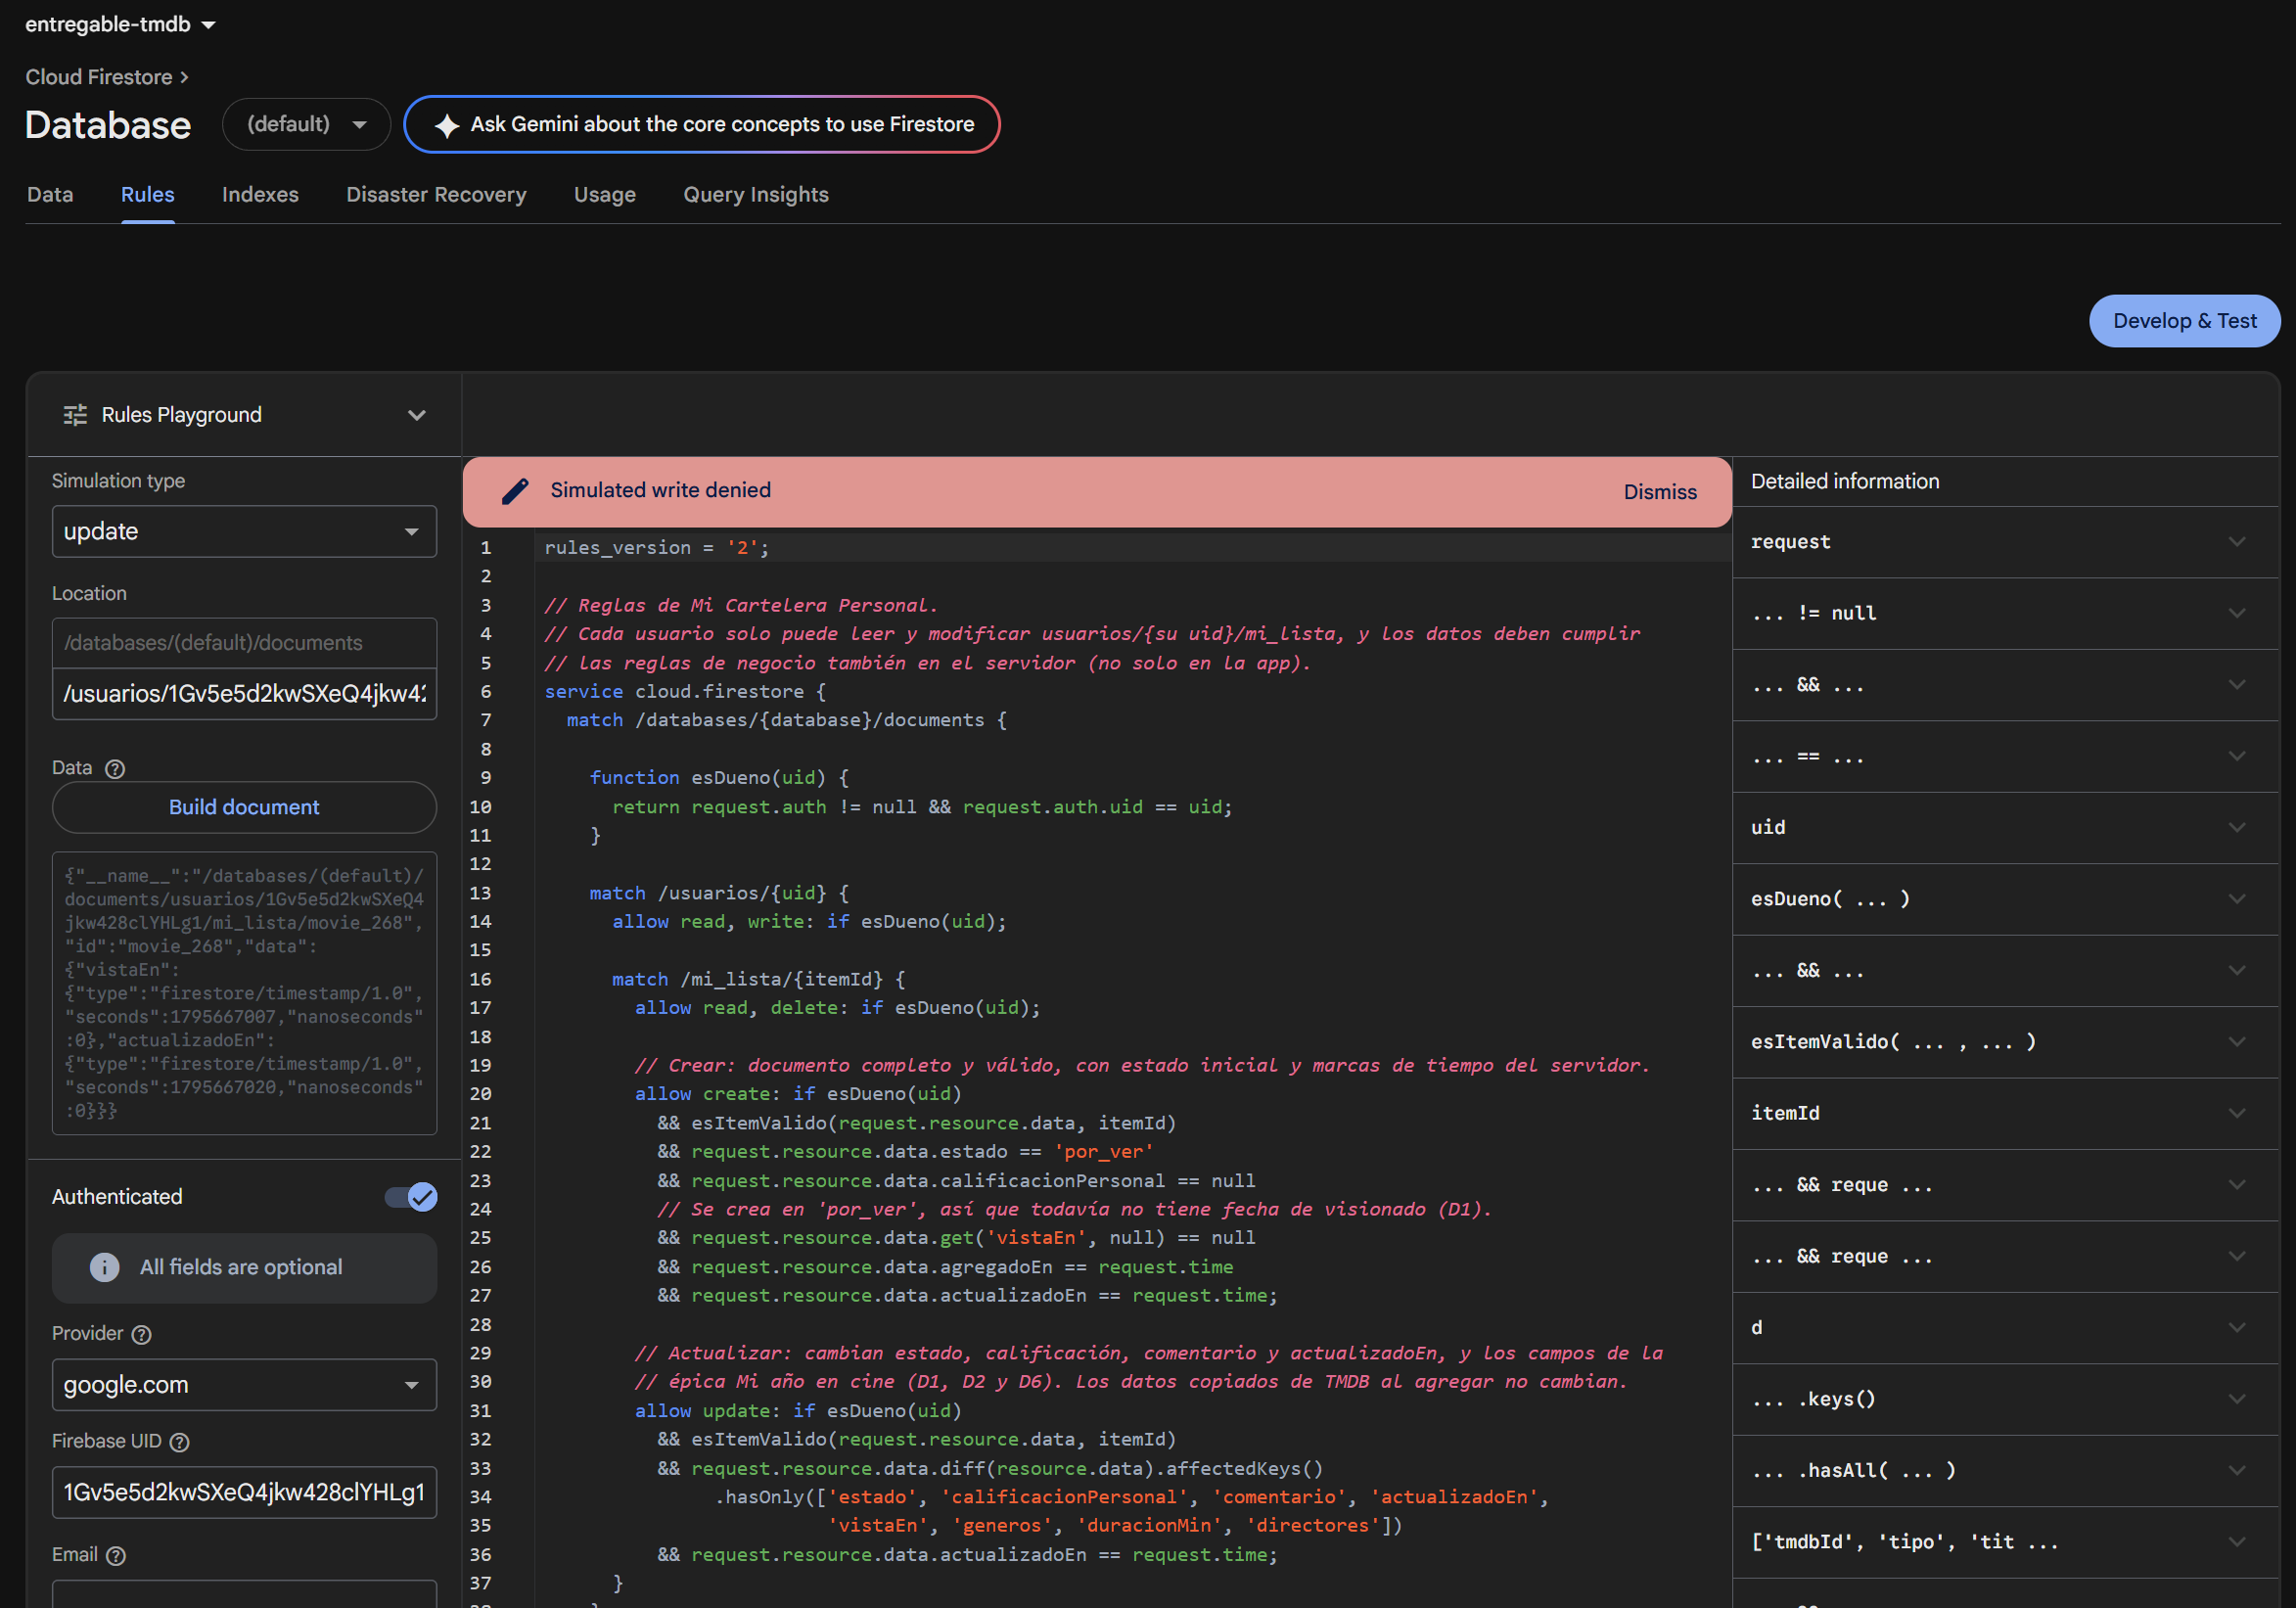 entregable-tmdb
Cloud Firestore
Database
(default)
Ask Gemini about the core concepts to use Firestore
Data
Rules
Indexes
Disaster Recovery
Usage
Query Insights
Develop & Test
Rules Playground
Simulation type
update
Location
/databases/(default)/documents
/usuarios/1Gv5e5d2kwSXeQ4jkw42
Data
Build document
{"__name__":"/databases/(default)/
documents/usuarios/1Gv5e5d2kwSXeQ4
jkw428clYHLg1/mi_lista/movie_268",
"id":"movie_268","data":
{"vistaEn":
{"type":"firestore/timestamp/1.0",
"seconds":1795667007,"nanoseconds"
:0},"actualizadoEn":
{"type":"firestore/timestamp/1.0",
"seconds":1795667020,"nanoseconds"
:0}}}
Authenticated
All fields are optional
Provider
google.com
Firebase UID
1Gv5e5d2kwSXeQ4jkw428clYHLg1
Email
Simulated write denied
Dismiss
1 rules_version = '2';
2
3 // Reglas de Mi Cartelera Personal.
4 // Cada usuario solo puede leer y modificar usuarios/{su uid}/mi_lista, y los datos deben cumplir
5 // las reglas de negocio también en el servidor (no solo en la app).
6 service cloud.firestore {
7 match /databases/{database}/documents {
8
9 function esDueno(uid) {
10 return request.auth != null && request.auth.uid == uid;
11 }
12
13 match /usuarios/{uid} {
14 allow read, write: if esDueno(uid);
15
16 match /mi_lista/{itemId} {
17 allow read, delete: if esDueno(uid);
18
19 // Crear: documento completo y válido, con estado inicial y marcas de tiempo del servidor.
20 allow create: if esDueno(uid)
21 && esItemValido(request.resource.data, itemId)
22 && request.resource.data.estado == 'por_ver'
23 && request.resource.data.calificacionPersonal == null
24 // Se crea en 'por_ver', así que todavía no tiene fecha de visionado (D1).
25 && request.resource.data.get('vistaEn', null) == null
26 && request.resource.data.agregadoEn == request.time
27 && request.resource.data.actualizadoEn == request.time;
28
29 // Actualizar: cambian estado, calificación, comentario y actualizadoEn, y los campos de la
30 // épica Mi año en cine (D1, D2 y D6). Los datos copiados de TMDB al agregar no cambian.
31 allow update: if esDueno(uid)
32 && esItemValido(request.resource.data, itemId)
33 && request.resource.data.diff(resource.data).affectedKeys()
34 .hasOnly(['estado', 'calificacionPersonal', 'comentario', 'actualizadoEn',
35 'vistaEn', 'generos', 'duracionMin', 'directores'])
36 && request.resource.data.actualizadoEn == request.time;
37 }
Detailed information
request
... != null
... && ...
... == ...
uid
esDueno( ... )
... && ...
esItemValido( ... , ... )
itemId
... && reque ...
... && reque ...
d
... .keys()
... .hasAll( ... )
['tmdbId', 'tipo', 'tit ...